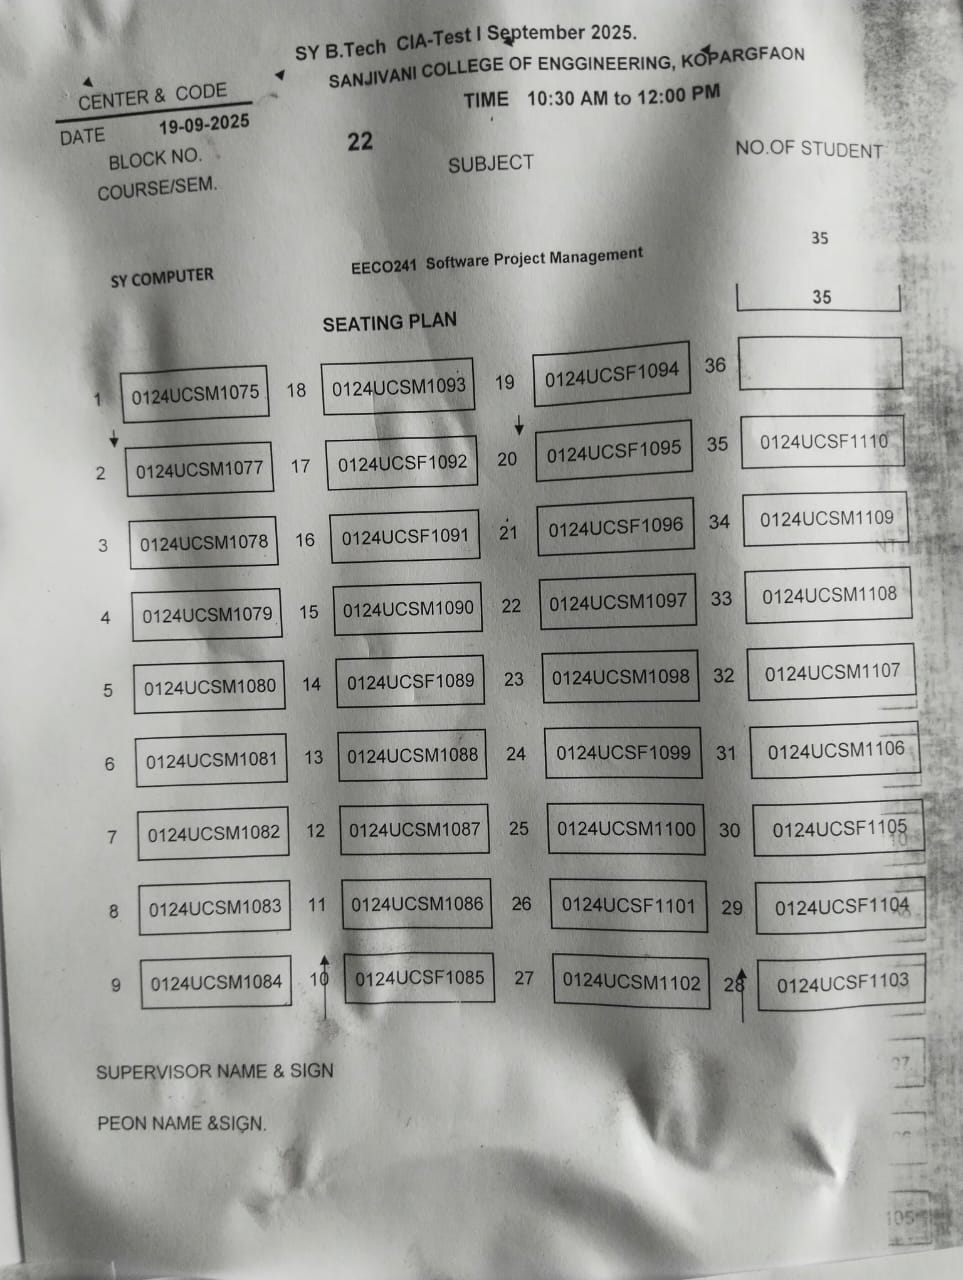 SY B.Tech CIA-Test I September 2025.
SANJIVANI COLLEGE OF ENGGINEERING, KOPARGFAON
CENTER & CODE
TIME 10:30 AM to 12:00 PM
DATE 19-09-2025
BLOCK NO. 22
SUBJECT NO.OF STUDENT
COURSE/SEM.
35
SY COMPUTER EECO241 Software Project Management
35
SEATING PLAN
1 0124UCSM1075 18 0124UCSM1093 19 0124UCSF1094 36
2 0124UCSM1077 17 0124UCSF1092 20 0124UCSF1095 35 0124UCSF1110
3 0124UCSM1078 16 0124UCSF1091 21 0124UCSF1096 34 0124UCSM1109
4 0124UCSM1079 15 0124UCSM1090 22 0124UCSM1097 33 0124UCSM1108
5 0124UCSM1080 14 0124UCSF1089 23 0124UCSM1098 32 0124UCSM1107
6 0124UCSM1081 13 0124UCSM1088 24 0124UCSF1099 31 0124UCSM1106
7 0124UCSM1082 12 0124UCSM1087 25 0124UCSM1100 30 0124UCSF1105
8 0124UCSM1083 11 0124UCSM1086 26 0124UCSF1101 29 0124UCSF1104
9 0124UCSM1084 10 0124UCSF1085 27 0124UCSM1102 28 0124UCSF1103
SUPERVISOR NAME & SIGN
PEON NAME &SIGN.